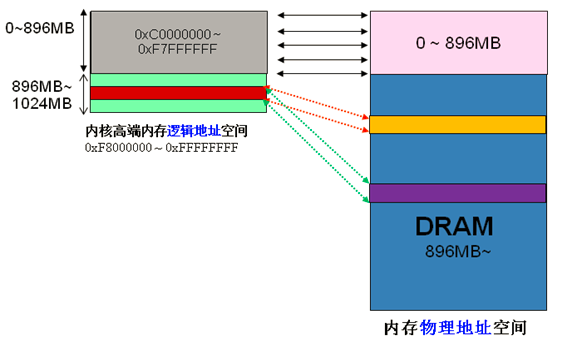 0~896MB
0xC0000000~
0xF7FFFFFF
896MB~
1024MB
内核高端内存逻辑地址空间
0xF8000000~0xFFFFFFFF
0 ~ 896MB
DRAM
896MB~
内存物理地址空间